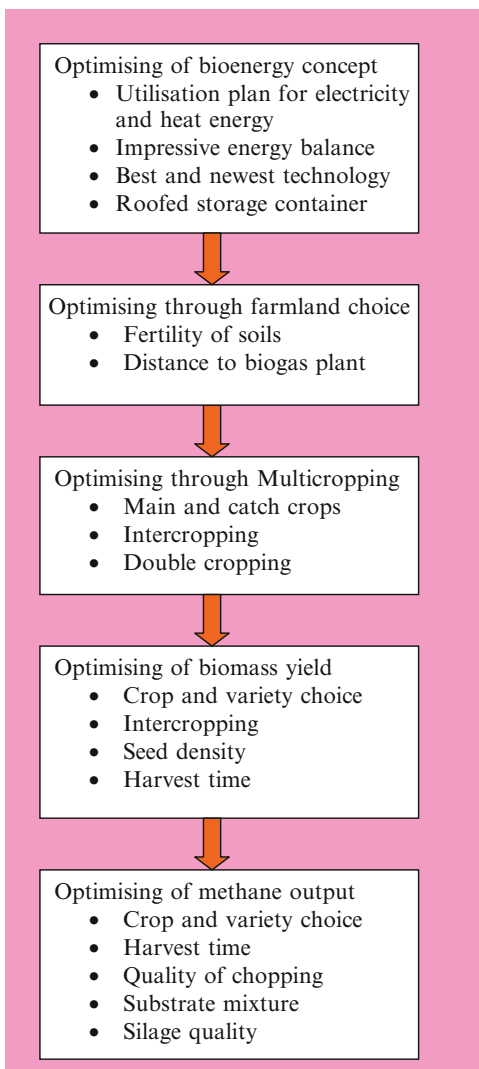 Optimising of bioenergy concept
• Utilisation plan for electricity
and heat energy
• Impressive energy balance
• Best and newest technology
• Roofed storage container
Optimising through farmland choice
• Fertility of soils
• Distance to biogas plant
Optimising through Multicropping
• Main and catch crops
• Intercropping
• Double cropping
Optimising of biomass yield
• Crop and variety choice
• Intercropping
• Seed density
• Harvest time
Optimising of methane output
• Crop and variety choice
• Harvest time
• Quality of chopping
• Substrate mixture
• Silage quality